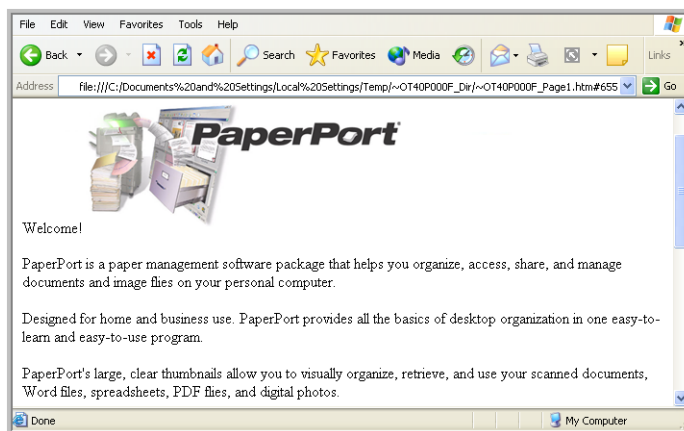 File Edit View Favorites Tools Help
Back Search Favorites Media Links
Address file:///C:/Documents%20and%20Settings/Local%20Settings/Temp/~OT40P000F_Dir/~OT40P000F_Page1.htm#655 Go
PaperPort
Welcome!
PaperPort is a paper management software package that helps you organize, access, share, and manage
documents and image flies on your personal computer.
Designed for home and business use. PaperPort provides all the basics of desktop organization in one easy-to-
learn and easy-to-use program.
PaperPort's large, clear thumbnails allow you to visually organize, retrieve, and use your scanned documents,
Word files, spreadsheets, PDF flies, and digital photos.
Done My Computer